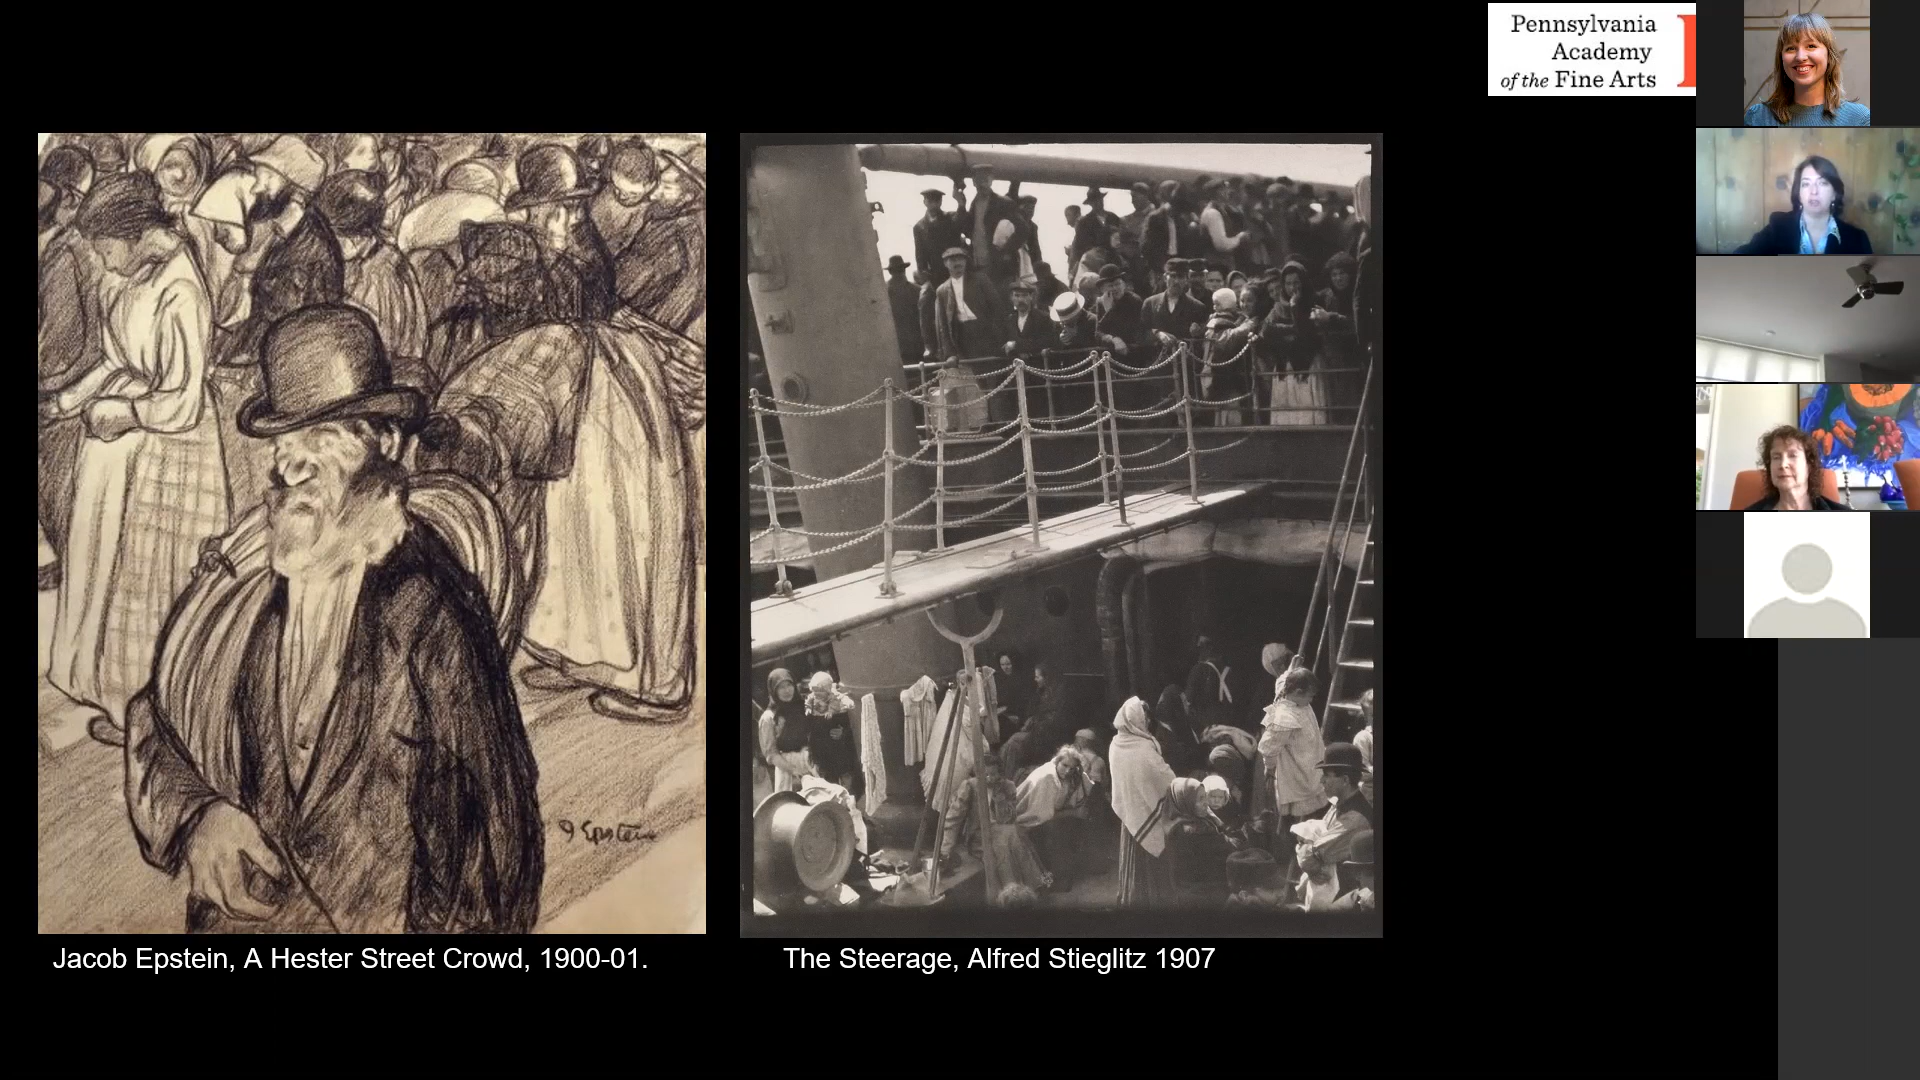 Pennsylvania
Academy
of the Fine Arts
J Epstein
Jacob Epstein, A Hester Street Crowd, 1900-01.
The Steerage, Alfred Stieglitz 1907